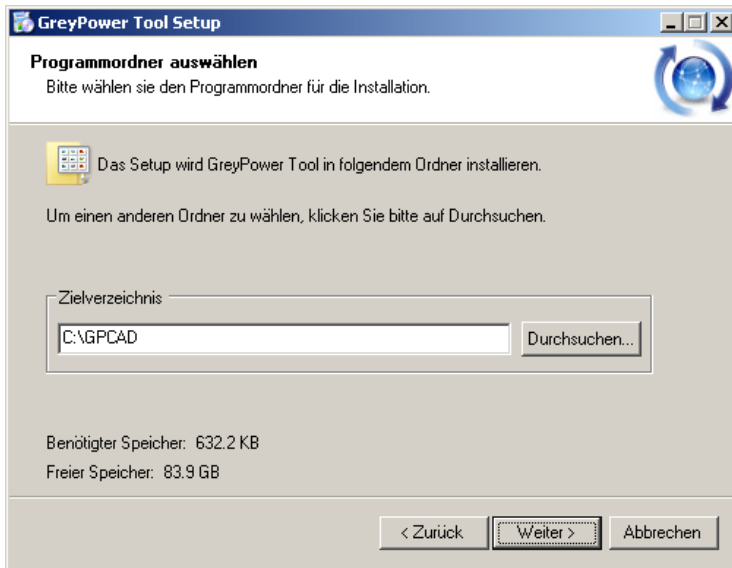 GreyPower Tool Setup
Programmordner auswählen
Bitte wählen sie den Programmordner für die Installation.
Das Setup wird GreyPower Tool in folgendem Ordner installieren.
Um einen anderen Ordner zu wählen, klicken Sie bitte auf Durchsuchen.
Zielverzeichnis
C:\GPCAD
Durchsuchen...
Benötigter Speicher: 632.2 KB
Freier Speicher: 83.9 GB
< Zurück Weiter > Abbrechen